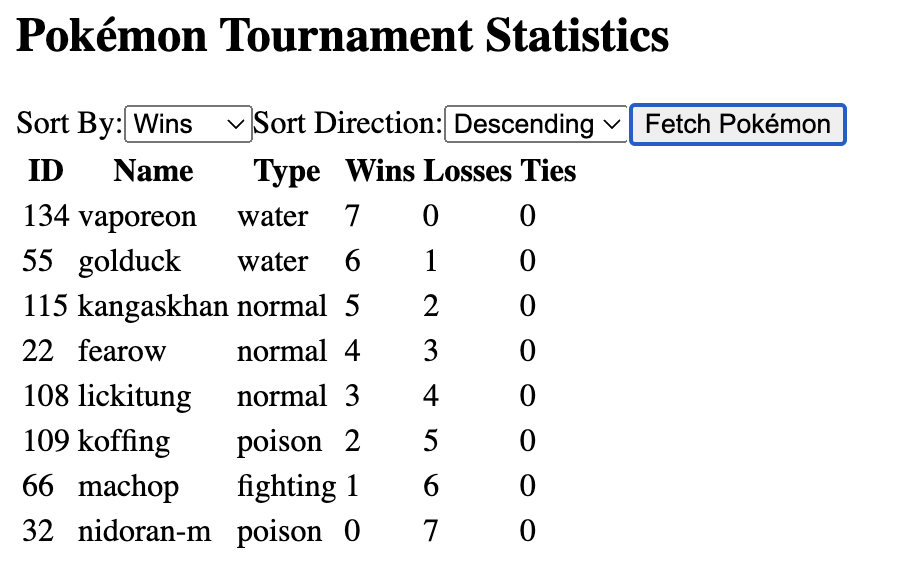 Pokémon Tournament Statistics
Sort By: Wins Sort Direction: Descending Fetch Pokémon
ID Name Type Wins Losses Ties
134 vaporeon water 7 0 0
55 golduck water 6 1 0
115 kangaskhan normal 5 2 0
22 fearow normal 4 3 0
108 lickitung normal 3 4 0
109 koffing poison 2 5 0
66 machop fighting 1 6 0
32 nidoran-m poison 0 7 0